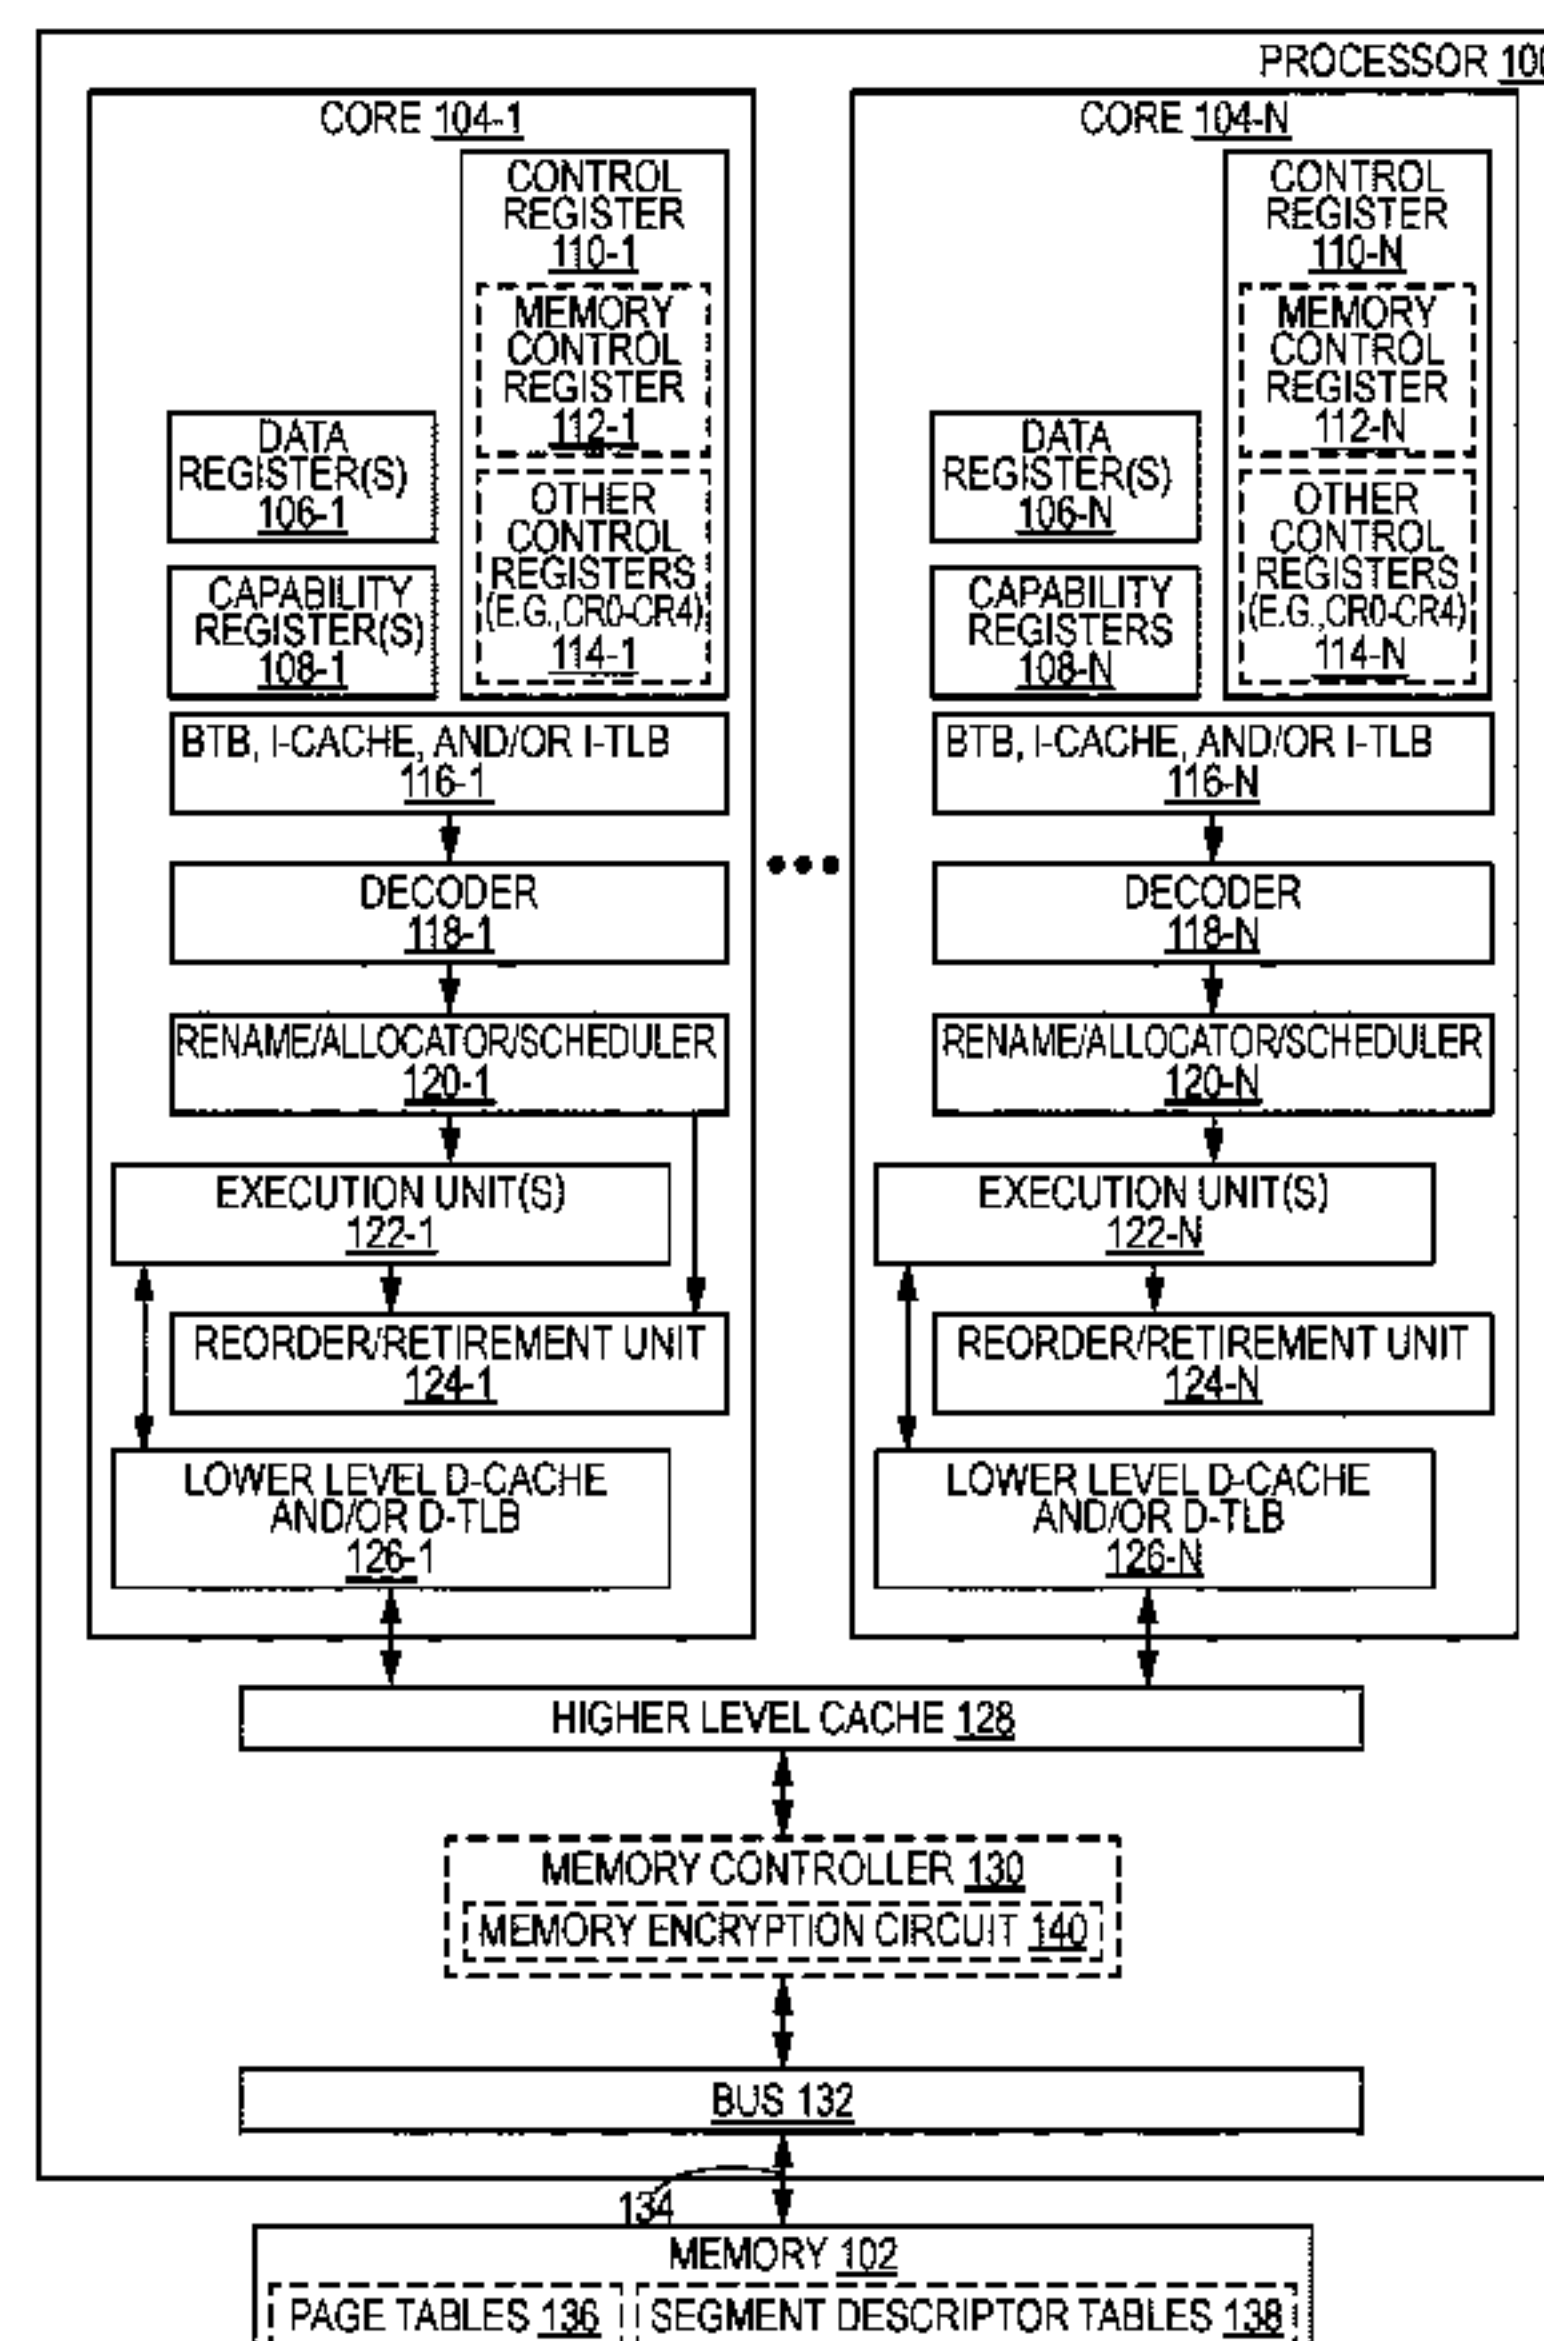 PROCESSOR 100
CORE 104-1
CONTROL
REGISTER
110-1
MEMORY
CONTROL
REGISTER
112-1
OTHER
CONTROL
REGISTERS
(E.G.,CR0-CR4)
114-1
DATA
REGISTER(S)
106-1
CAPABILITY
REGISTER(S)
108-1
BTB, I-CACHE, AND/OR I-TLB
116-1
DECODER
118-1
RENAME/ALLOCATOR/SCHEDULER
120-1
EXECUTION UNIT(S)
122-1
REORDER/RETIREMENT UNIT
124-1
LOWER LEVEL D-CACHE
AND/OR D-TLB
126-1
CORE 104-N
CONTROL
REGISTER
110-N
MEMORY
CONTROL
REGISTER
112-N
OTHER
CONTROL
REGISTERS
(E.G.,CR0-CR4)
114-N
DATA
REGISTER(S)
106-N
CAPABILITY
REGISTERS
108-N
BTB, I-CACHE, AND/OR I-TLB
116-N
DECODER
118-N
RENAME/ALLOCATOR/SCHEDULER
120-N
EXECUTION UNIT(S)
122-N
REORDER/RETIREMENT UNIT
124-N
LOWER LEVEL D-CACHE
AND/OR D-TLB
126-N
HIGHER LEVEL CACHE 128
MEMORY CONTROLLER 130
MEMORY ENCRYPTION CIRCUIT 140
BUS 132
134
MEMORY 102
PAGE TABLES 136
SEGMENT DESCRIPTOR TABLES 138